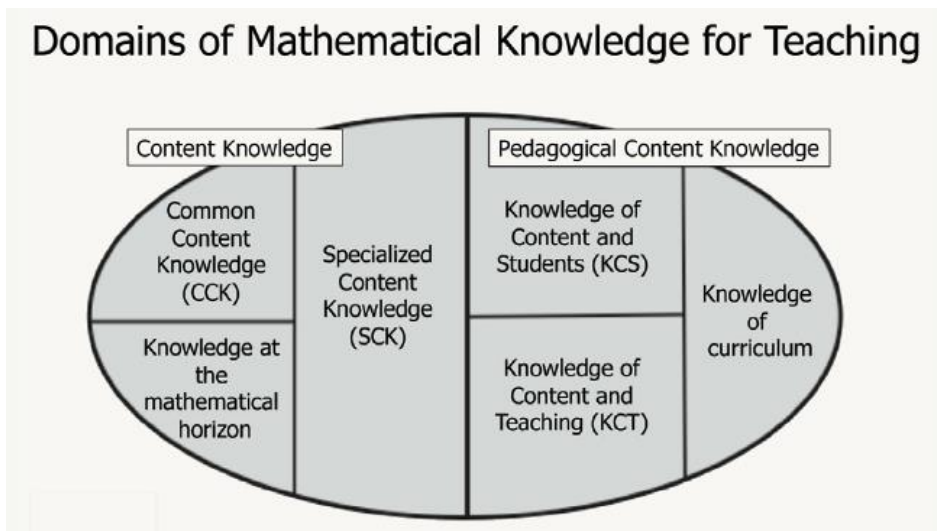 Domains of Mathematical Knowledge for Teaching
Content Knowledge
Common
Content
Knowledge
(CCK)
Knowledge at
the
mathematical
horizon
Specialized
Content
Knowledge
(SCK)
Pedagogical Content Knowledge
Knowledge of
Content and
Students (KCS)
Knowledge of
Content and
Teaching (KCT)
Knowledge
of
curriculum